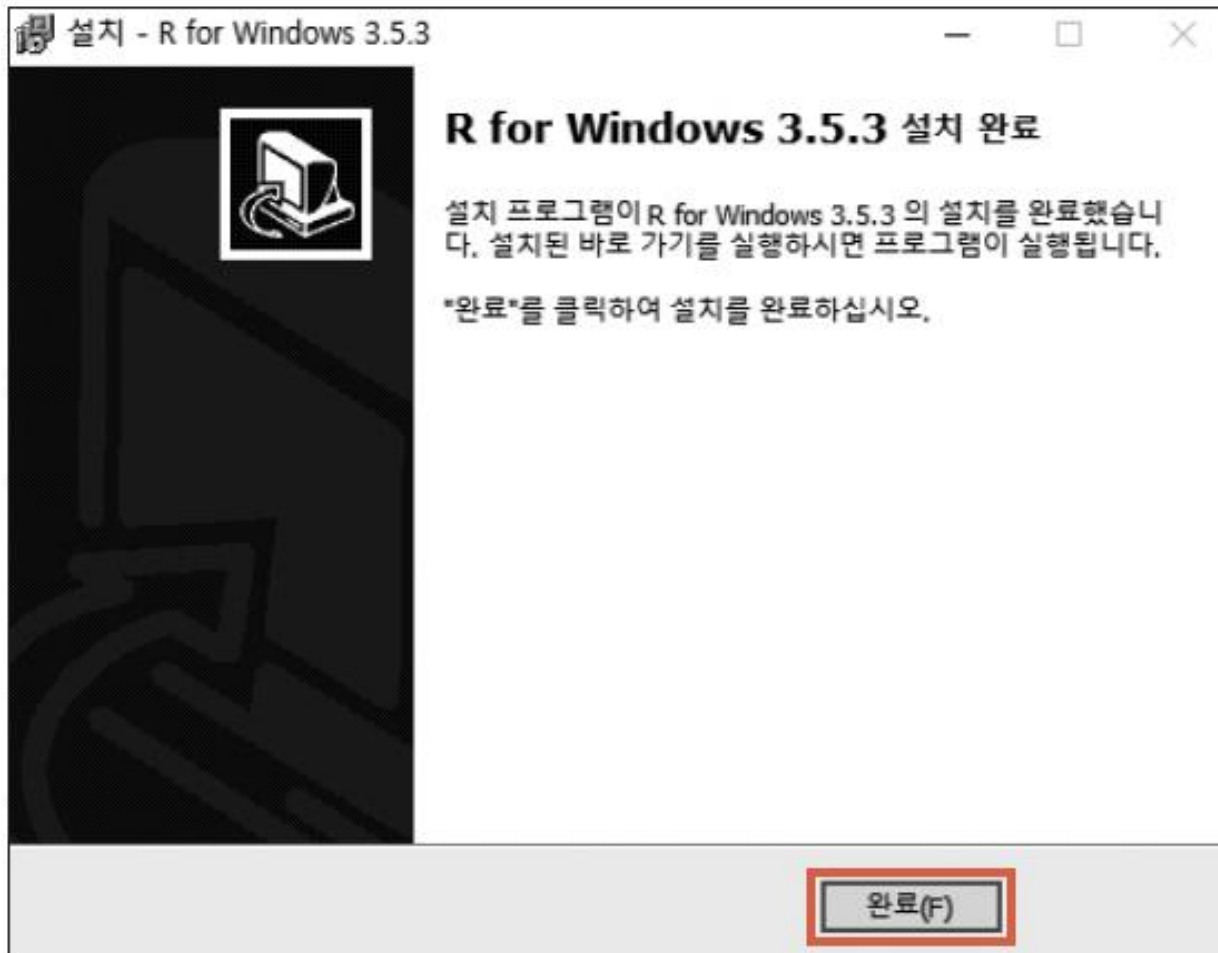 설치 - R for Windows 3.5.3
R for Windows 3.5.3 설치 완료
설치 프로그램이 R for Windows 3.5.3 의 설치를 완료했습니
다. 설치된 바로 가기를 실행하시면 프로그램이 실행됩니다.
"완료"를 클릭하여 설치를 완료하십시오.
완료(F)